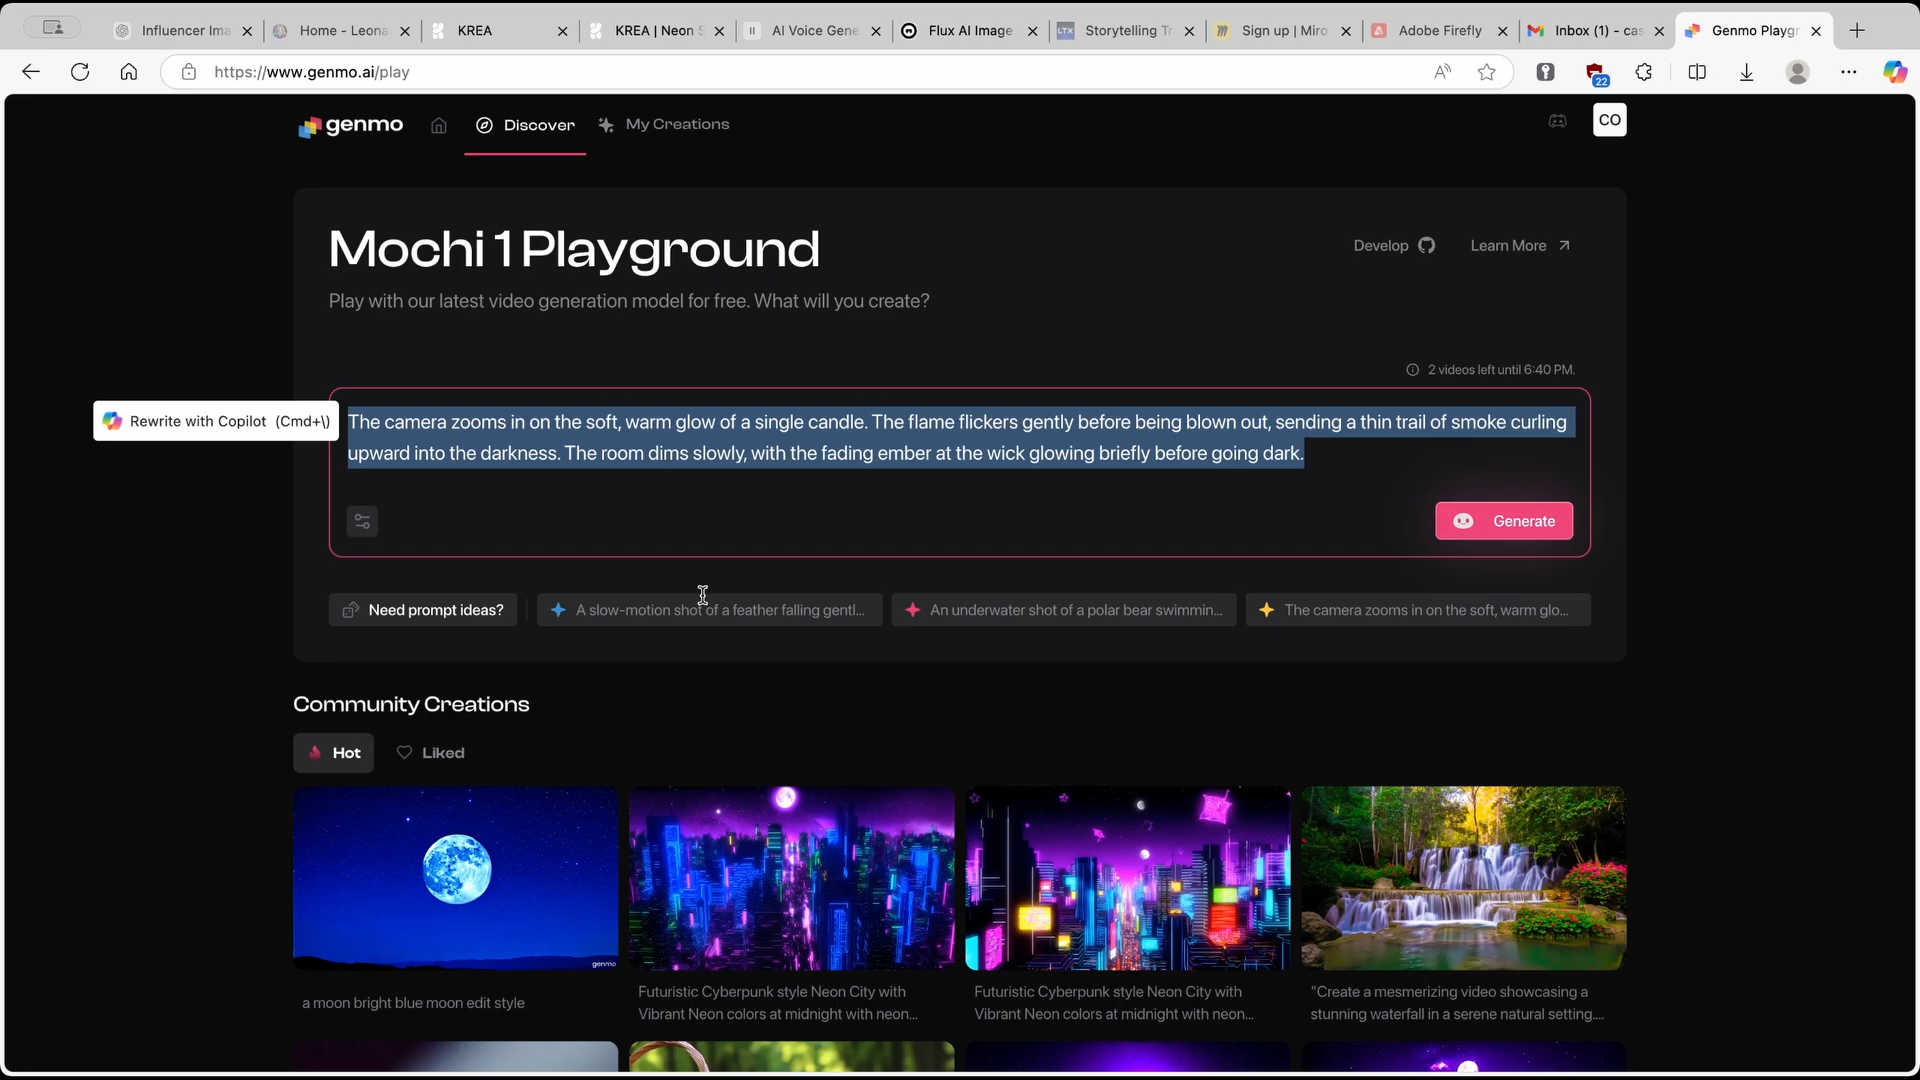 Influencer Ima
Home - Leona
KREA
KREA | Neon S
AI Voice Gene
Flux AI Image
LTX
Storytelling Tr
Sign up | Miro
Adobe Firefly
Inbox (1) - cas
Genmo Playgr
https://www.genmo.ai/play
22
genmo
Discover
My Creations
CO
Mochi 1 Playground
Develop
Learn More
Play with our latest video generation model for free. What will you create?
2 videos left until 6:40 PM.
Rewrite with Copilot (Cmd+\)
The camera zooms in on the soft, warm glow of a single candle. The flame flickers gently before being blown out, sending a thin trail of smoke curling
upward into the darkness. The room dims slowly, with the fading ember at the wick glowing briefly before going dark.
Generate
Need prompt ideas?
A slow-motion shot of a feather falling gentl...
An underwater shot of a polar bear swimmin...
The camera zooms in on the soft, warm glo...
Community Creations
Hot
Liked
genmo
a moon bright blue moon edit style
Futuristic Cyberpunk style Neon City with
Vibrant Neon colors at midnight with neon...
Futuristic Cyberpunk style Neon City with
Vibrant Neon colors at midnight with neon...
"Create a mesmerizing video showcasing a
stunning waterfall in a serene natural setting....